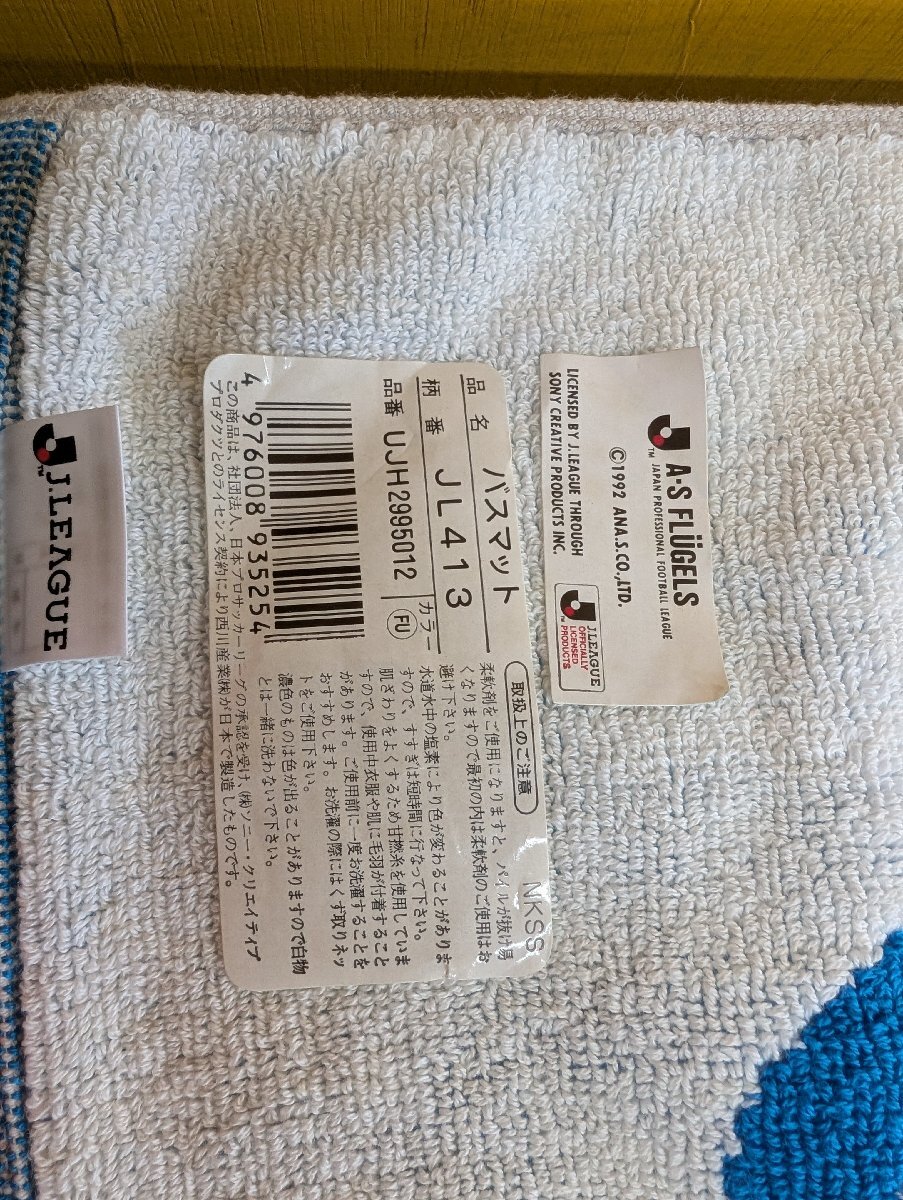 A·S FLÜGELS
™ JAPAN PROFESSIONAL FOOTBALL LEAGUE
©1992 ANA.S.CO.,LTD.
LICENSED BY J.LEAGUE THROUGH
SONY CREATIVE PRODUCTS INC.
J.LEAGUE
OFFICIALLY
LICENSED
PRODUCTS
品名 バスマット
柄番 JL413
品番 UJH2995012
カラー FU
4 976008 935254
取扱上のご注意
NKSS
柔軟剤をご使用になりますと、パイルが抜け易
くなりますので最初の内は柔軟剤のご使用はお
避け下さい。
水道水中の塩素により色が変わることがありま
すので、すすぎは短時間に行なって下さい。
肌ざわりをよくするため甘撚糸を使用していま
すので、使用中衣服や肌に毛羽が付着すること
があります。ご使用前に一度お洗濯することを
おすすめします。お洗濯の際にはくず取りネッ
トをご使用下さい。
濃色のものは色が出ることがありますので白物
とは一緒に洗わないで下さい。
この商品は、社団法人、日本プロサッカーリーグの承認を受け(株)ソニー・クリエイティブ
プロダクツとのライセンス契約により西川産業(株)が日本で製造したものです。
™ J.LEAGUE